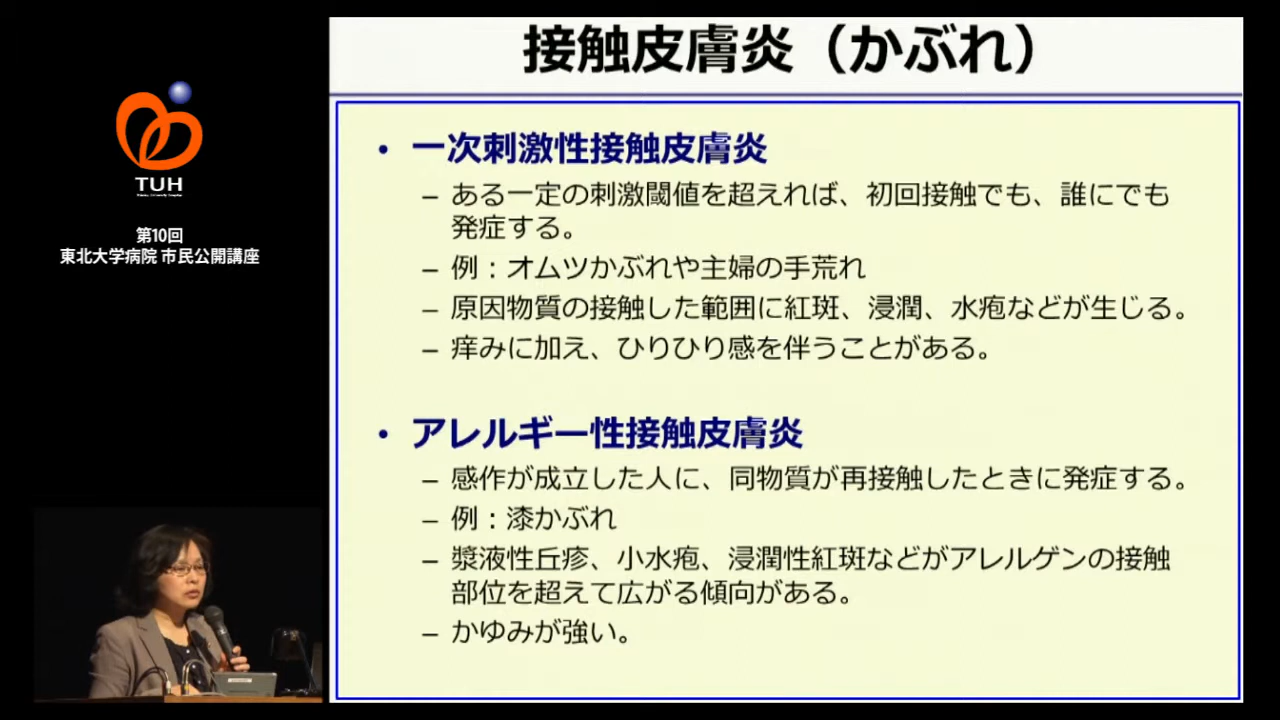 接触皮膚炎（かぶれ）
TUH
第10回
東北大学病院 市民公開講座
• 一次刺激性接触皮膚炎
– ある一定の刺激閾値を超えれば、初回接触でも、誰にでも
発症する。
– 例：オムツかぶれや主婦の手荒れ
– 原因物質の接触した範囲に紅斑、浸潤、水疱などが生じる。
– 痒みに加え、ひりひり感を伴うことがある。
• アレルギー性接触皮膚炎
– 感作が成立した人に、同物質が再接触したときに発症する。
– 例：漆かぶれ
– 漿液性丘疹、小水疱、浸潤性紅斑などがアレルゲンの接触
部位を超えて広がる傾向がある。
– かゆみが強い。